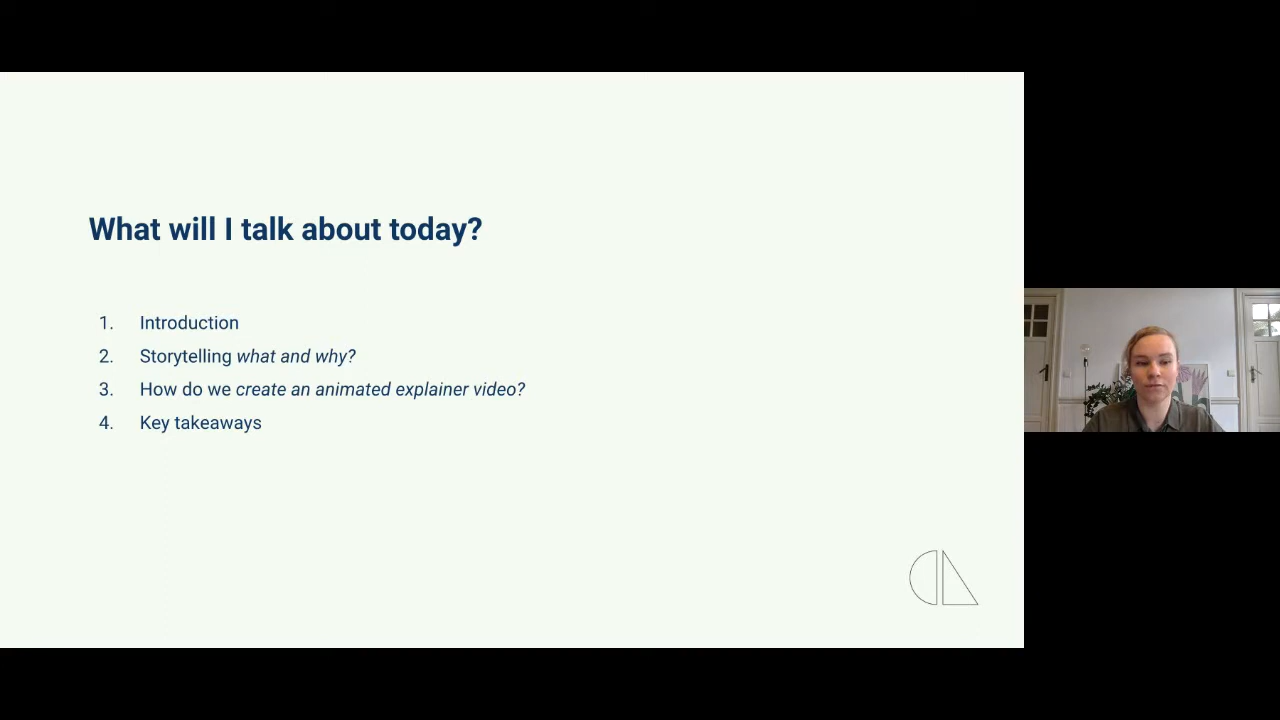 What will I talk about today?
1. Introduction
2. Storytelling what and why?
3. How do we create an animated explainer video?
4. Key takeaways